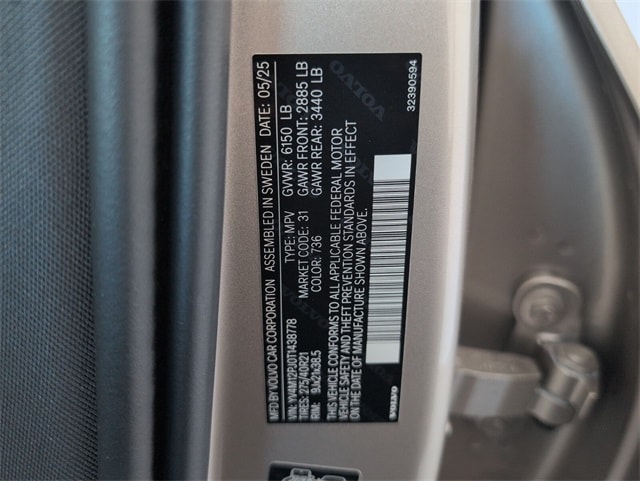 MFD BY VOLVO CAR CORPORATION ASSEMBLED IN SWEDEN DATE: 05/25
GVWR: 6150 LB
GAWR FRONT: 2885 LB
GAWR REAR: 3440 LB
TYPE: MPV
MARKET CODE: 31
COLOR: 736
VIN: YV4M12PJ0T1438778
TIRES: 275/40R21
RIM: 9Jx21x38.5
THIS VEHICLE CONFORMS TO ALL APPLICABLE FEDERAL MOTOR
VEHICLE SAFETY AND THEFT PREVENTION STANDARDS IN EFFECT
ON DATE OF MANUFACTURE SHOWN ABOVE.
VOLVO
32390594
VOLVO
VOLVO